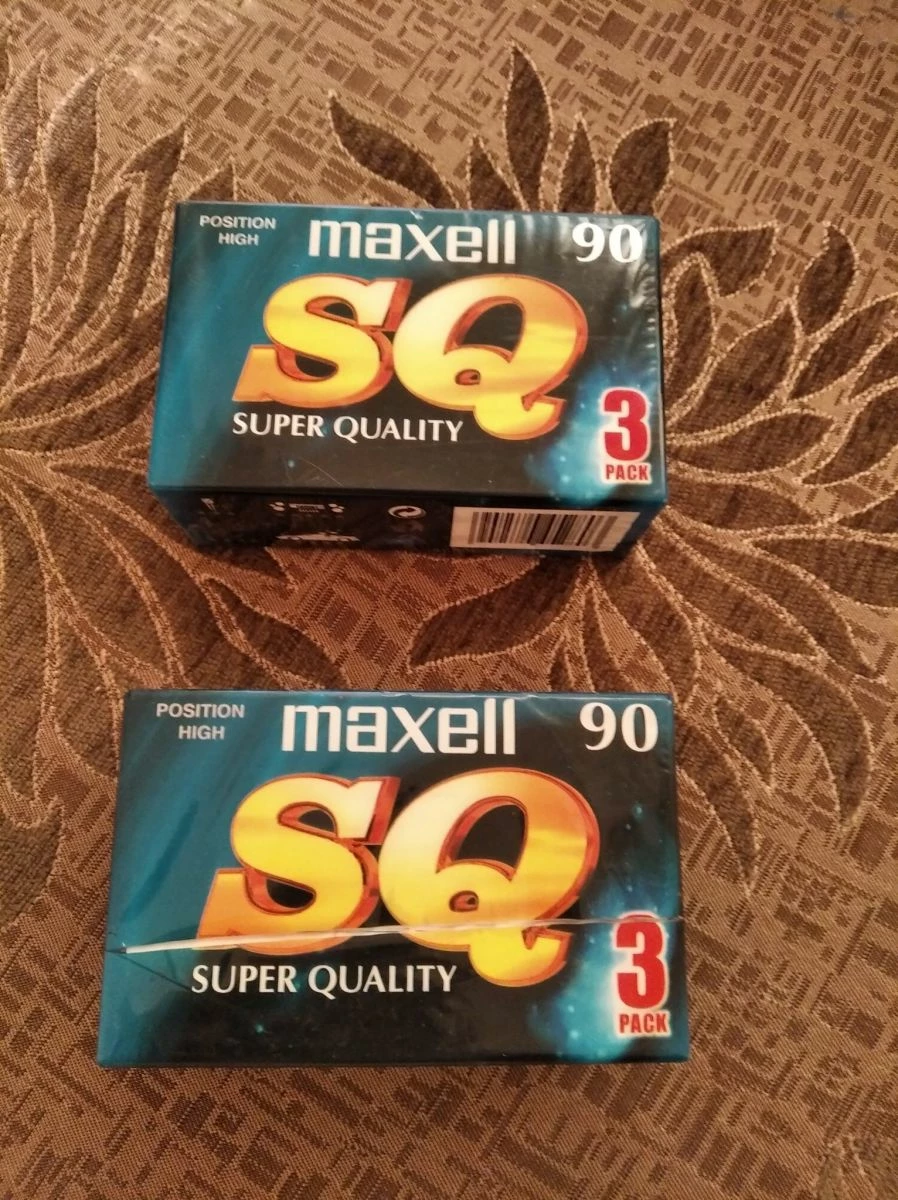 POSITION
HIGH
maxell
90
SQ
SUPER QUALITY
3
PACK
POSITION
HIGH
maxell
90
SQ
SUPER QUALITY
3
PACK